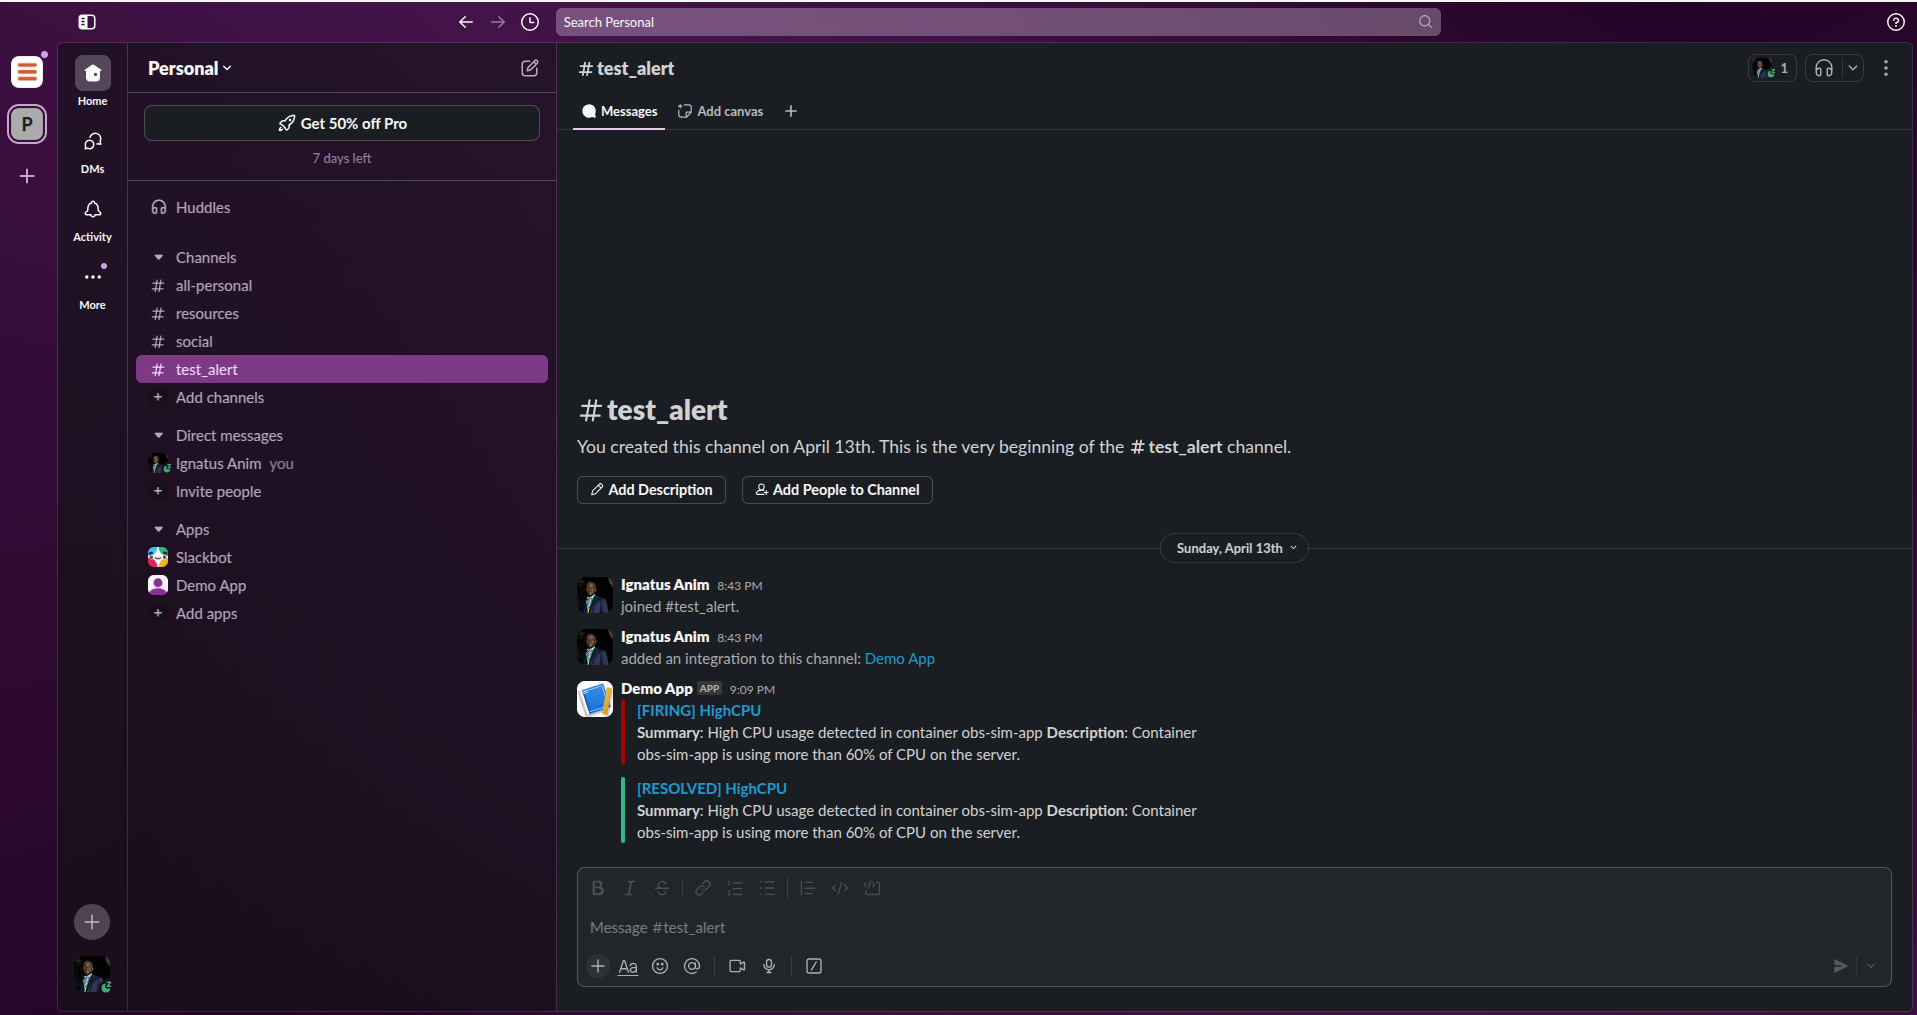 Search Personal
P
Home
DMs
Activity
More
Personal
Get 50% off Pro
7 days left
Huddles
Channels
# all-personal
# resources
# social
# test_alert
+ Add channels
Direct messages
Ignatus Anim you
+ Invite people
Apps
Slackbot
Demo App
+ Add apps
# test_alert
1
Messages
Add canvas
# test_alert
You created this channel on April 13th. This is the very beginning of the # test_alert channel.
Add Description
Add People to Channel
Sunday, April 13th
Ignatus Anim 8:43 PM
joined #test_alert.
Ignatus Anim 8:43 PM
added an integration to this channel: Demo App
Demo App APP 9:09 PM
[FIRING] HighCPU
Summary: High CPU usage detected in container obs-sim-app Description: Container
obs-sim-app is using more than 60% of CPU on the server.
[RESOLVED] HighCPU
Summary: High CPU usage detected in container obs-sim-app Description: Container
obs-sim-app is using more than 60% of CPU on the server.
Message #test_alert
Aa